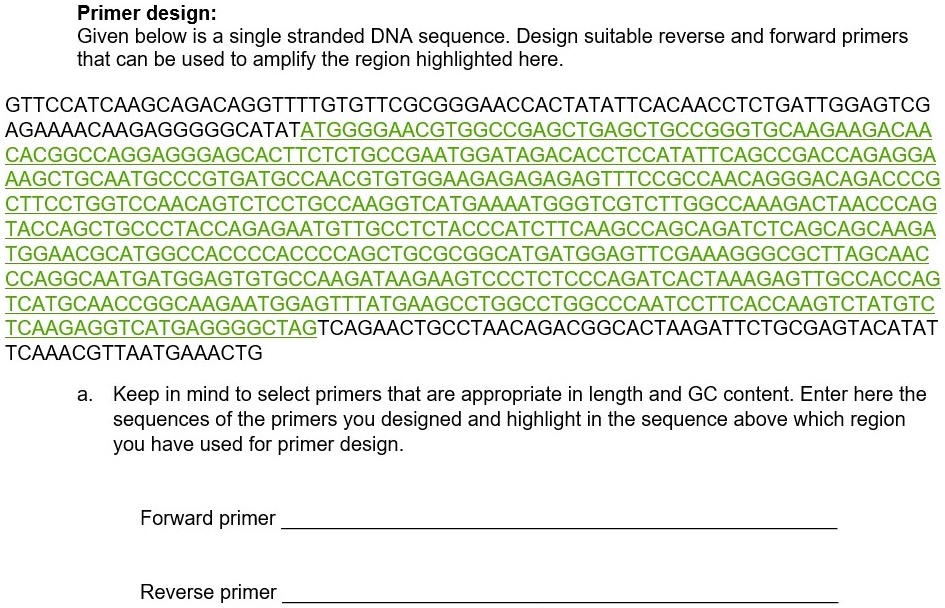 Primer design:
Given below is a single stranded DNA sequence. Design suitable reverse and forward primers
that can be used to amplify the region highlighted here.
GTTCCATCAAGCAGACAGGTTTTGTGTTCGCGGGAACCACTATATTCACAACCTCTGATTGGAGTCG
AGAAAACAAGAGGGGGGCATATATGGGGGAACGTGGCCGAGCTGAGCTGCCGGGTGCAAGAAGACAA
CACGGCCAGGAGGGAGCACTTCTCTGCCGAATGGATAGACACCTCCATATTCAGCCGACCAGAGGA
AAGCTGCAATGCCCGTGATGCCAACGTGTGGAAGAGAGAGAGTTTCCGCCAACAGGGACAGACCCG
CTTCCTGGTCCAACAGTCTCCTGCCAAGGTCATGAAAATGGGTCGTCTTGGCCAAAGACTAACCCAG
TACCAGCTGCCCTACCAGAGAATGTTGCCTCTACCCATCTTCAAGCCAGCAGATCTCAGCAGCAAGA
TGGAACGCATGGCCACCCCACCCCAGCTGCGCGGCATGATGGAGTTCGAAAGGGCGCTTAGCAAC
CCAGGCAATGATGGAGTGTGCCAAGATAAGAAGTCCCTCTCCCAGATCACTAAAGAGTTGCCACCAG
TCATGCAACCGGCAAGAATGGAGTTTATGAAGCCTGGCCTGGCCCAATCCTTCACCAAGTCTATGTC
TCAAGAGGTCATGAGGGGCTAGTCAGAACTGCCTAACAGACGGCACTAAGATTCTGCGAGTACATAT
TCAAACGTTAATGAAACTG
a. Keep in mind to select primers that are appropriate in length and GC content. Enter here the
sequences of the primers you designed and highlight in the sequence above which region
you have used for primer design.
Forward primer
Reverse primer